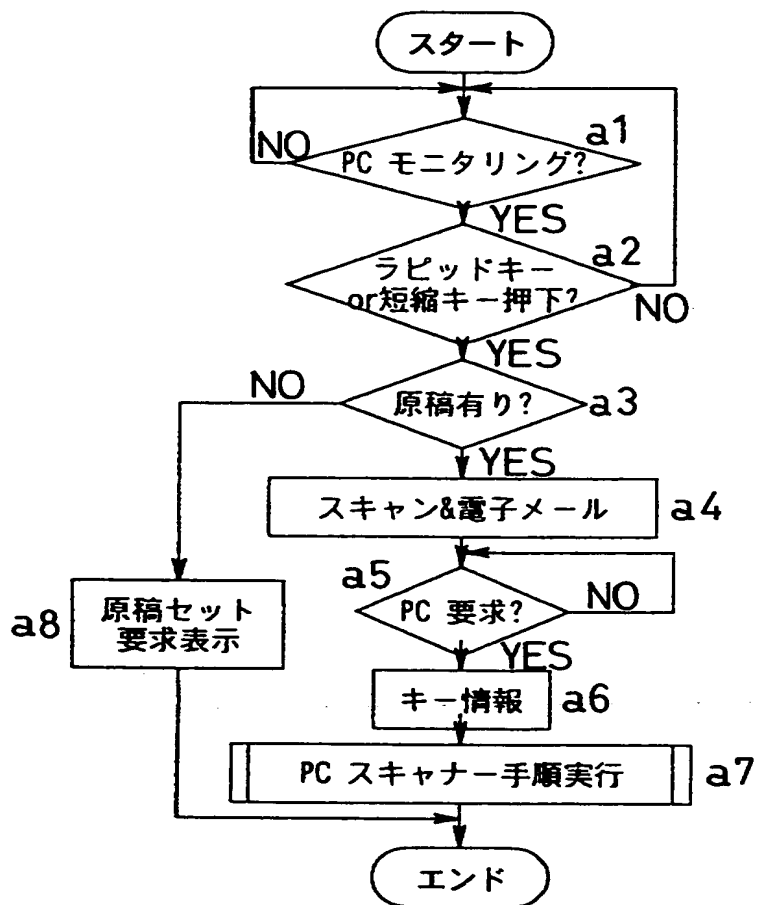 スタート
a1
NO
PC モニタリング?
YES
a2
ラピッドキー
or短縮キー押下?
NO
YES
NO
原稿有り?
a3
YES
スキャン&電子メール
a4
a5
PC 要求?
NO
a8
原稿セット
要求表示
YES
キー情報
a6
PC スキャナー手順実行
a7
エンド